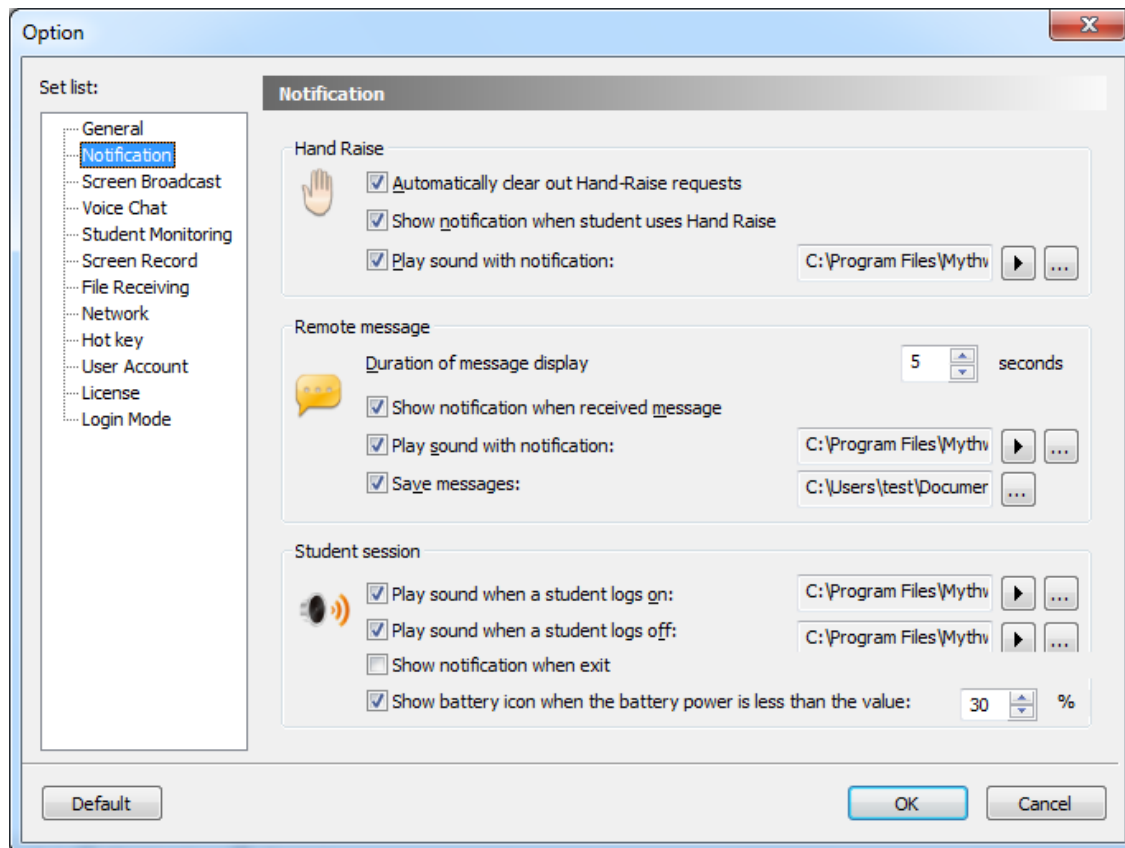 Option
Set list:
General
Notification
Screen Broadcast
Voice Chat
Student Monitoring
Screen Record
File Receiving
Network
Hot key
User Account
License
Login Mode
Notification
Hand Raise
Automatically clear out Hand-Raise requests
Show notification when student uses Hand Raise
Play sound with notification: C:\Program Files\Mythw ...
Remote message
Duration of message display 5 seconds
Show notification when received message
Play sound with notification: C:\Program Files\Mythw ...
Save messages: C:\Users\test\Documen ...
Student session
Play sound when a student logs on: C:\Program Files\Mythw ...
Play sound when a student logs off: C:\Program Files\Mythw ...
Show notification when exit
Show battery icon when the battery power is less than the value: 30 %
Default OK Cancel